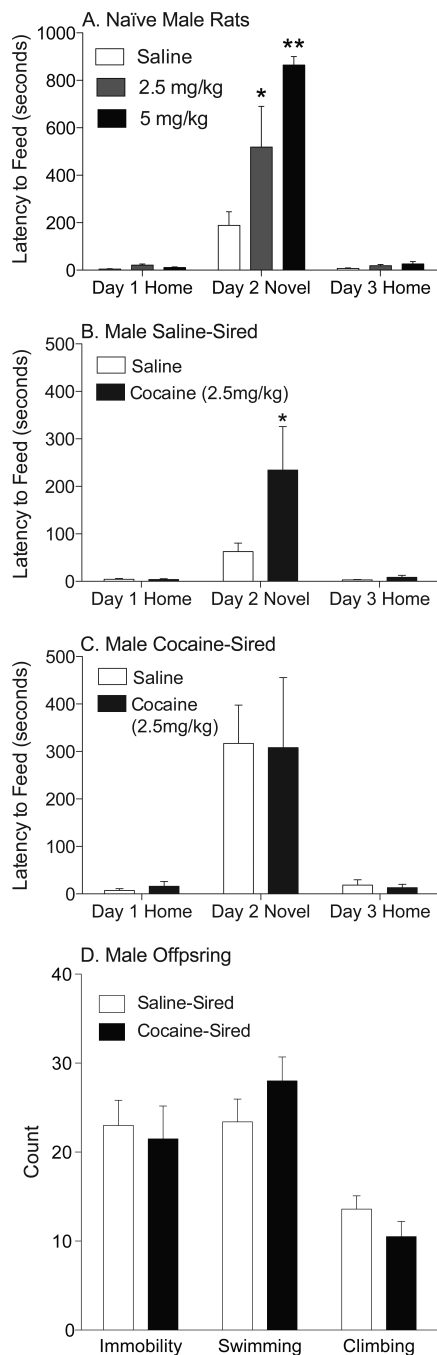 A. Naïve Male Rats
Latency to Feed (seconds)
1000
800
600
400
200
0
Saline
2.5 mg/kg
5 mg/kg
*
**
Day 1 Home
Day 2 Novel
Day 3 Home
B. Male Saline-Sired
Latency to Feed (seconds)
500
400
300
200
100
0
Saline
Cocaine (2.5mg/kg)
*
Day 1 Home
Day 2 Novel
Day 3 Home
C. Male Cocaine-Sired
Latency to Feed (seconds)
500
400
300
200
100
0
Saline
Cocaine
(2.5mg/kg)
Day 1 Home
Day 2 Novel
Day 3 Home
D. Male Offpsring
Count
40
30
20
10
0
Saline-Sired
Cocaine-Sired
Immobility
Swimming
Climbing